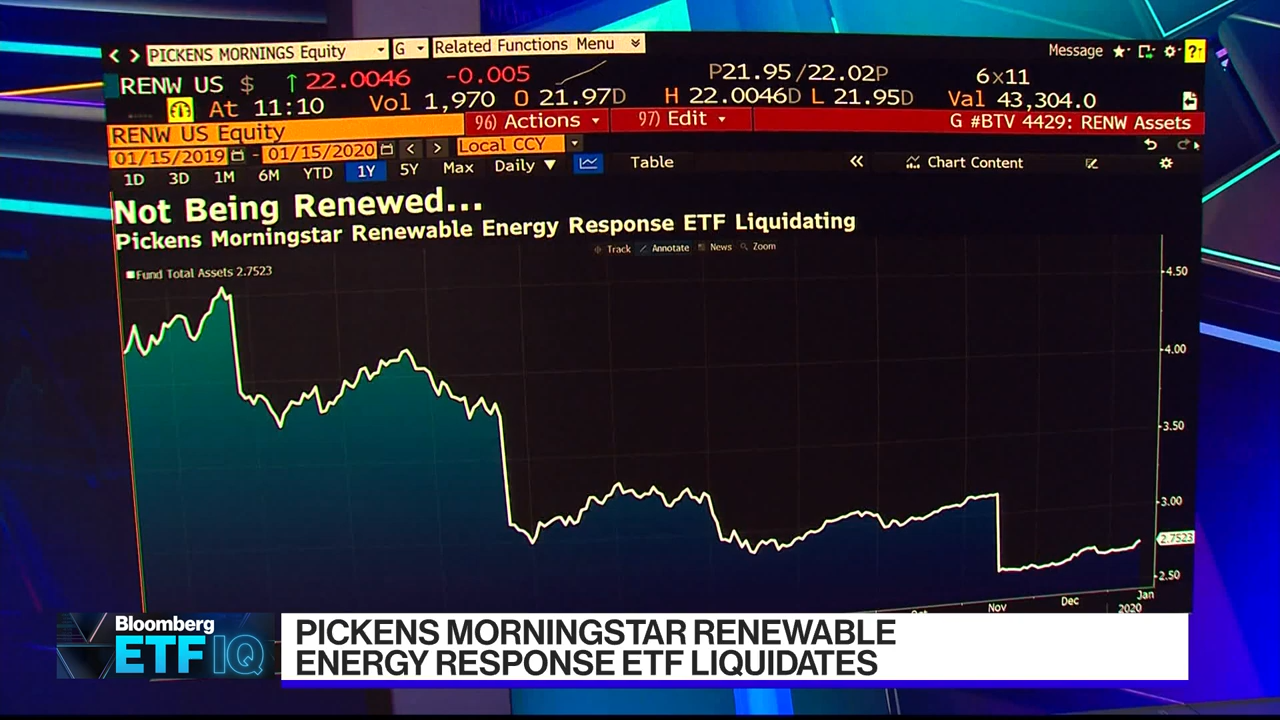 PICKENS MORNINGS Equity G Related Functions Menu Message
RENW US $ ↑ 22.0046 -0.005 P21.95/22.02P 6x11
At 11:10 Vol 1,970 O 21.97D H 22.0046D L 21.95D Val 43,304.0
RENW US Equity 96) Actions 97) Edit G #BTV 4429: RENW Assets
01/15/2019 - 01/15/2020 Local CCY
1D 3D 1M 6M YTD 1Y 5Y Max Daily Table Chart Content
Not Being Renewed...
Pickens Morningstar Renewable Energy Response ETF Liquidating
Track Annotate News Zoom
Fund Total Assets 2.7523
4.50
4.00
3.50
3.00
2.7523
2.50
Nov Dec Jan
2020
Bloomberg
ETF IQ
PICKENS MORNINGSTAR RENEWABLE
ENERGY RESPONSE ETF LIQUIDATES